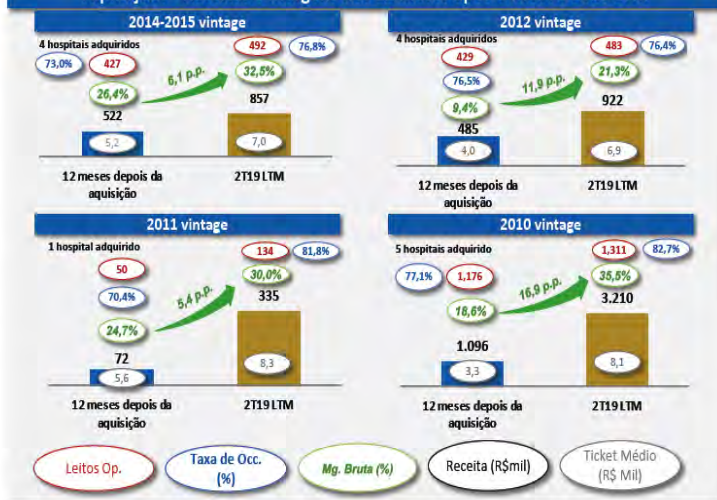 2014-2015 vintage
4 hospitais adquiridos
492
76,8%
73,0%
427
6,1 p.p.
32,5%
26,4%
857
522
5,2
7,0
12 meses depois da
aquisição
2T19 LTM
2012 vintage
4 hospitais adquiridos
483
76,4%
429
76,5%
11,9 p.p.
21,3%
9,4%
922
485
4,0
6,9
12 meses depois da
aquisição
2T19 LTM
2011 vintage
1 hospital adquirido
134
81,8%
50
70,4%
5,4 p.p.
30,0%
24,7%
335
72
5,6
8,3
12 meses depois da
aquisição
2T19 LTM
2010 vintage
5 hospitais adquirido
1,311
82,7%
77,1%
1,176
16,9 p.p.
35,5%
18,6%
3.210
1.096
3,3
8,1
12 meses depois da
aquisição
2T19 LTM
Leitos Op.
Taxa de Occ.
(%)
Mg. Bruta (%)
Receita (R$mil)
Ticket Médio
(R$ Mil)